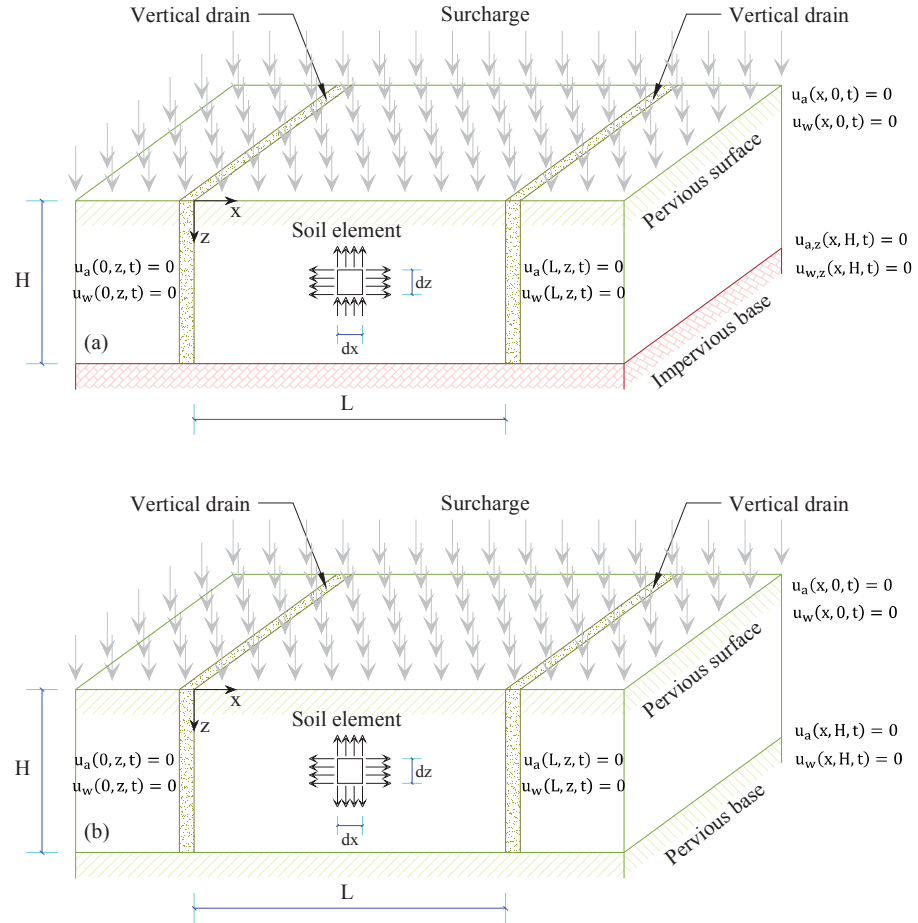 Vertical drain
Surcharge
Vertical drain
u_a(x, 0, t) = 0
u_w(x, 0, t) = 0
Pervious surface
x
z
Soil element
H
u_a(0, z, t) = 0
u_w(0, z, t) = 0
u_a(L, z, t) = 0
u_w(L, z, t) = 0
dz
dx
u_{a,z}(x, H, t) = 0
u_{w,z}(x, H, t) = 0
(a)
Impervious base
L
Vertical drain
Surcharge
Vertical drain
u_a(x, 0, t) = 0
u_w(x, 0, t) = 0
Pervious surface
x
z
Soil element
H
u_a(0, z, t) = 0
u_w(0, z, t) = 0
u_a(L, z, t) = 0
u_w(L, z, t) = 0
dz
dx
u_a(x, H, t) = 0
u_w(x, H, t) = 0
(b)
Pervious base
L